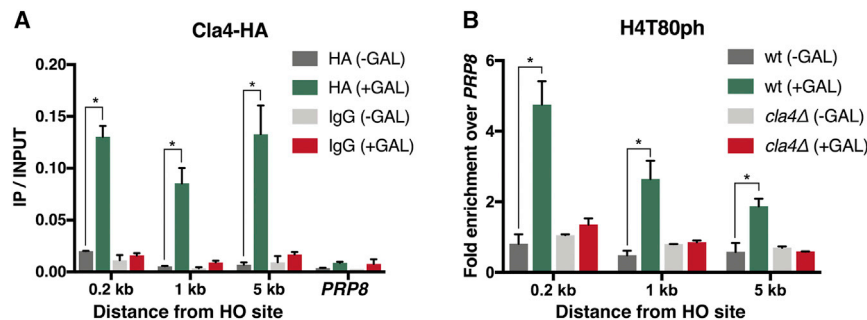 A
Cla4-HA
IP / INPUT
0.20
0.15
0.10
0.05
0.00
*
*
*
HA (-GAL)
HA (+GAL)
IgG (-GAL)
IgG (+GAL)
0.2 kb
1 kb
5 kb
PRP8
Distance from HO site
B
H4T80ph
Fold enrichment over PRP8
6
4
2
0
*
*
*
wt (-GAL)
wt (+GAL)
cla4Δ (-GAL)
cla4Δ (+GAL)
0.2 kb
1 kb
5 kb
Distance from HO site